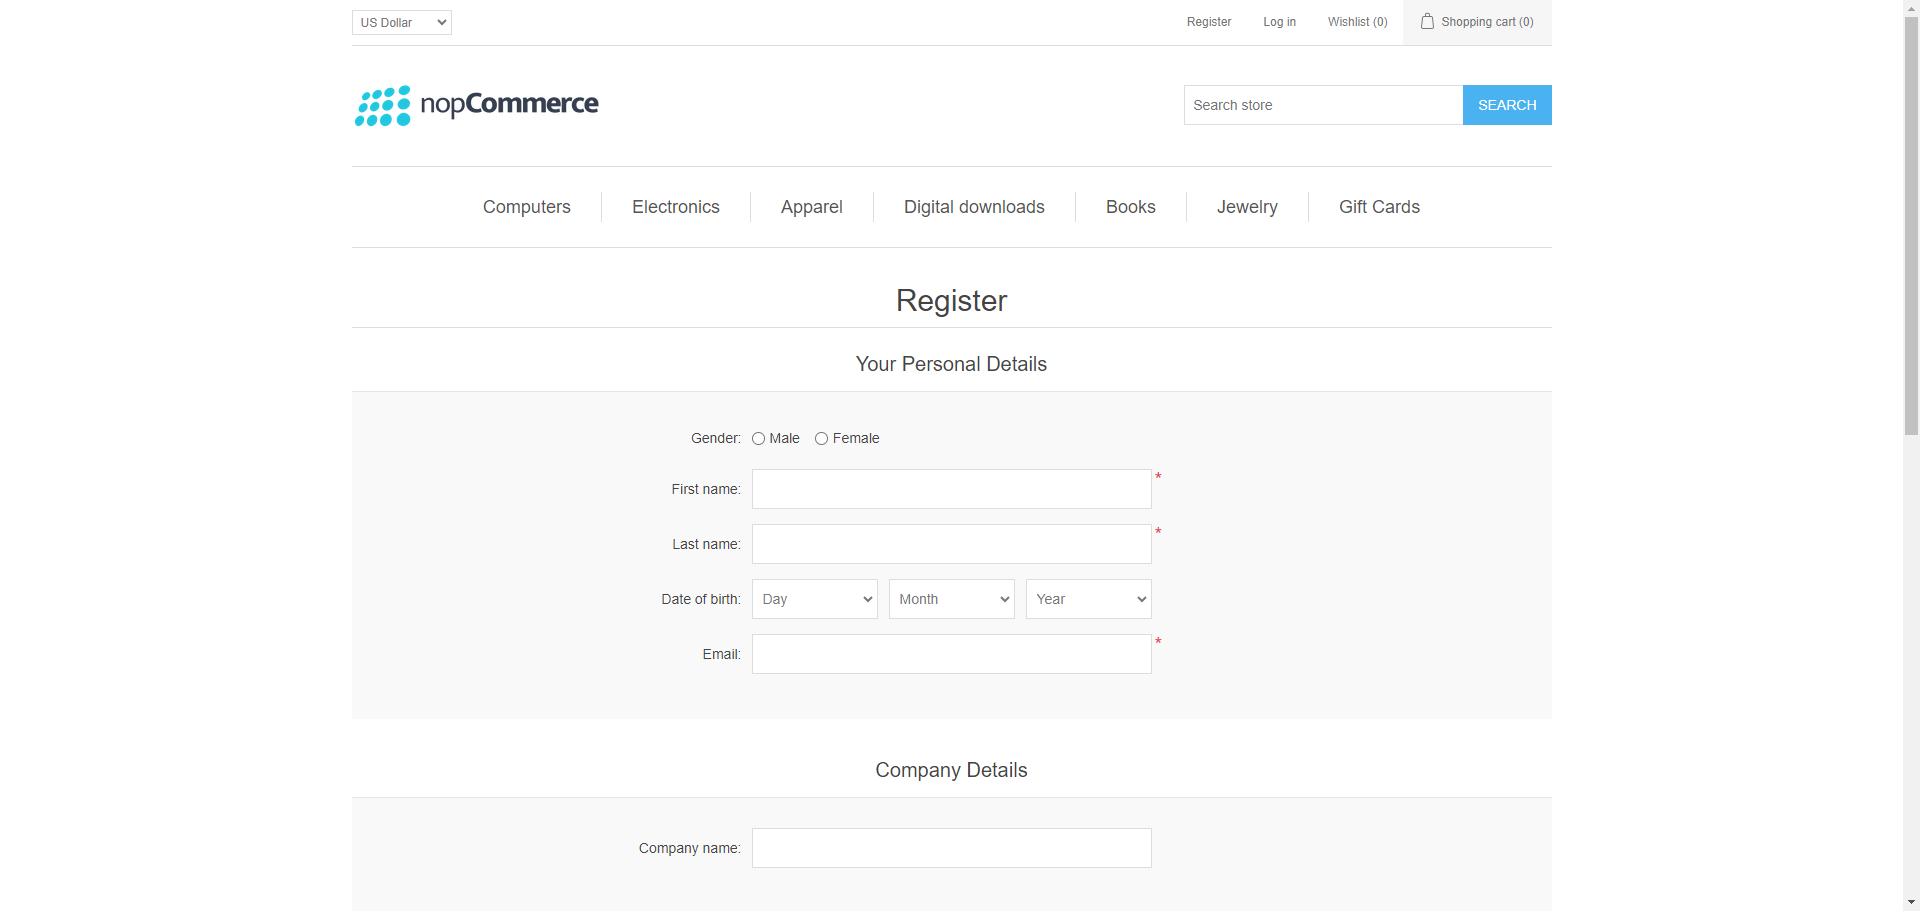 US Dollar
Register Log in Wishlist (0) Shopping cart (0)
nopCommerce
Search store SEARCH
Computers Electronics Apparel Digital downloads Books Jewelry Gift Cards
Register
Your Personal Details
Gender: Male Female
First name: *
Last name: *
Date of birth: Day Month Year
Email: *
Company Details
Company name: